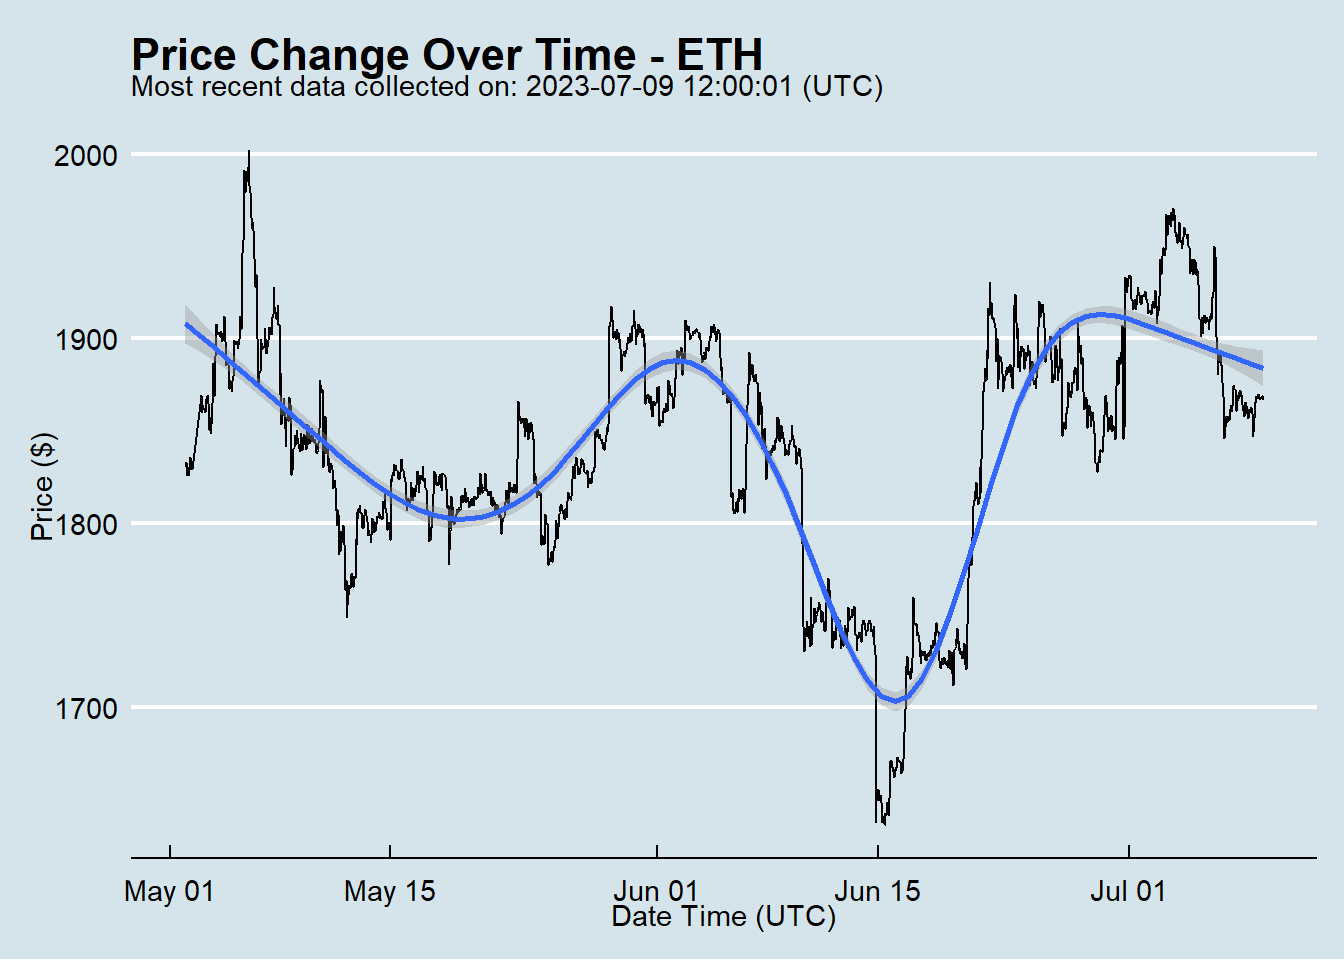 Price Change Over Time - ETH
Most recent data collected on: 2023-07-09 12:00:01 (UTC)
2000
1900
1800
1700
Price ($)
May 01
May 15
Jun 01
Jun 15
Jul 01
Date Time (UTC)